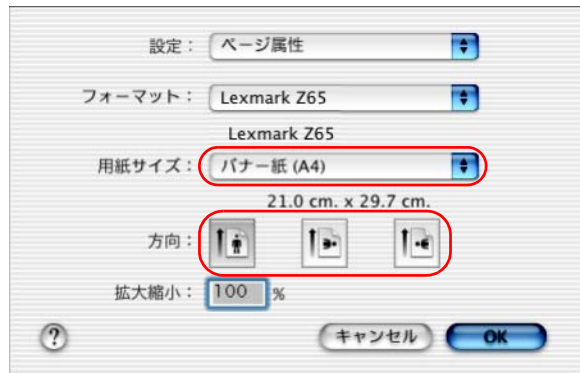 設定： ページ属性
フォーマット： Lexmark Z65
Lexmark Z65
用紙サイズ： バナー紙 (A4)
21.0 cm. x 29.7 cm.
方向：
拡大縮小： 100 %
? キャンセル OK